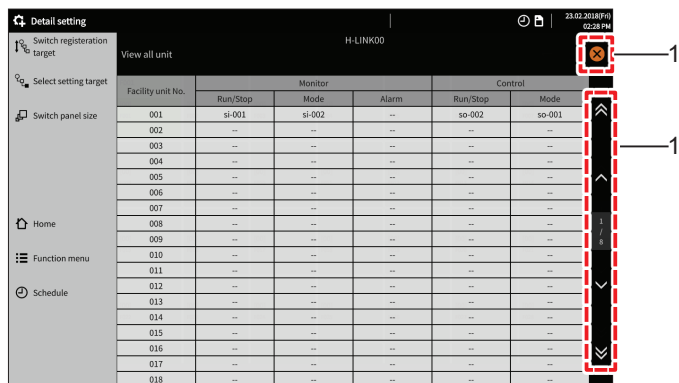 Detail setting
23.02.2018(Fri)
02:28 PM
Switch registeration
target
Select setting target
Switch panel size
Home
Function menu
Schedule
H-LINK00
View all unit
1
Facility unit No. Monitor Control
Run/Stop Mode Alarm Run/Stop Mode
001 si-001 si-002 -- so-002 so-001
002 -- -- -- -- --
003 -- -- -- -- --
004 -- -- -- -- --
005 -- -- -- -- --
006 -- -- -- -- --
007 -- -- -- -- --
008 -- -- -- -- --
009 -- -- -- -- --
010 -- -- -- -- --
011 -- -- -- -- --
012 -- -- -- -- --
013 -- -- -- -- --
014 -- -- -- -- --
015 -- -- -- -- --
016 -- -- -- -- --
017 -- -- -- -- --
018 -- -- -- -- --
1
/
8
1